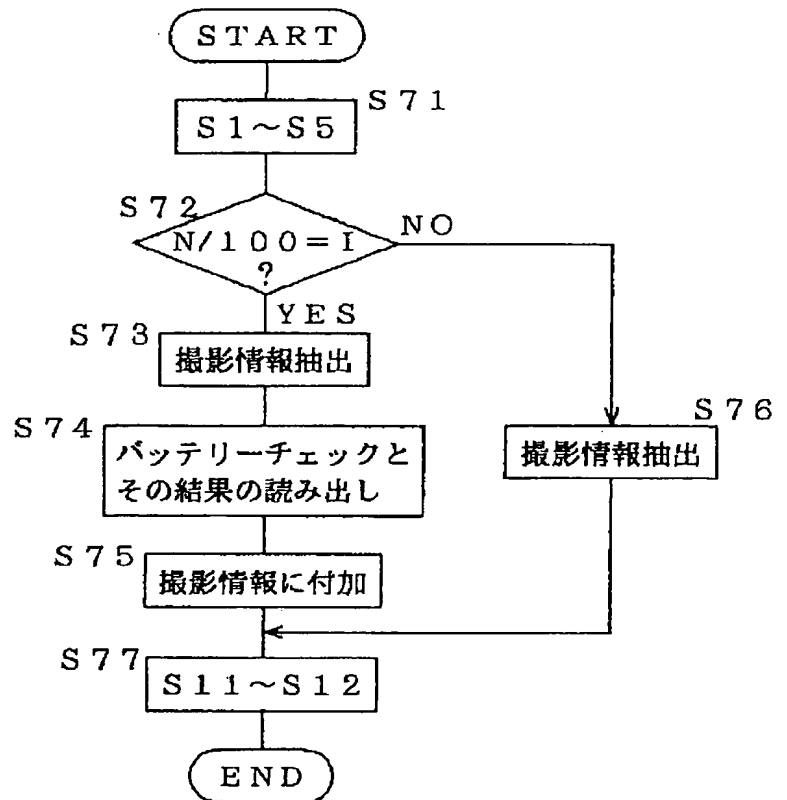 START
S71
S1～S5
S72
N/100=I
?
NO
YES
S73
撮影情報抽出
S74
バッテリーチェックと
その結果の読み出し
S76
撮影情報抽出
S75
撮影情報に付加
S77
S11～S12
END